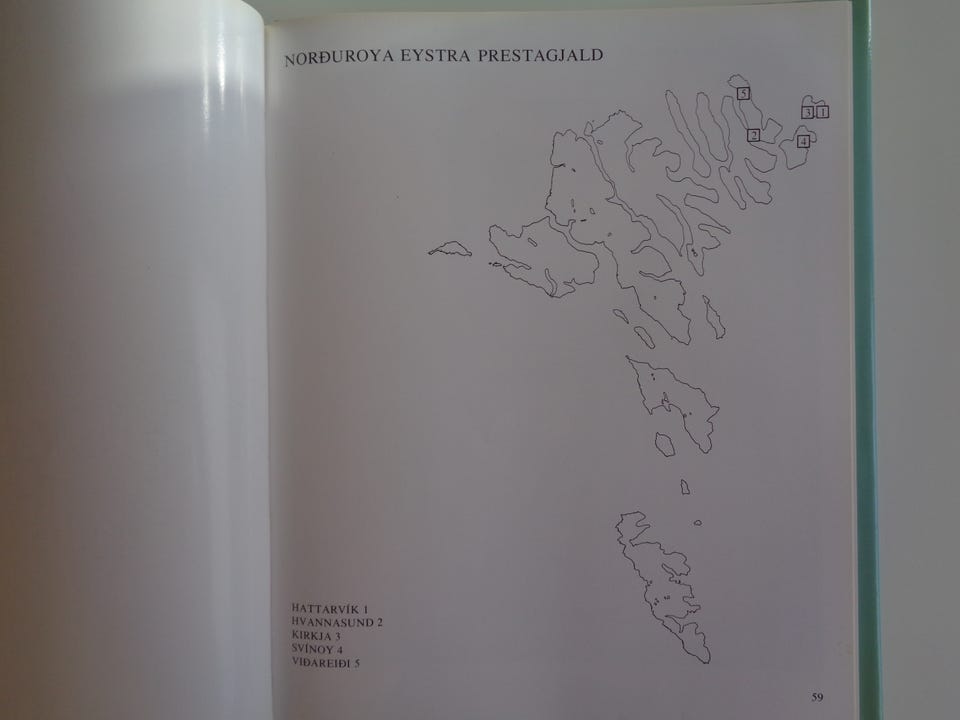 NORÐUROYA EYSTRA PRESTAGJALD
5
3 1
2
4
HATTARVÍK 1
HVANNASUND 2
KIRKJA 3
SVÍNOY 4
VIÐAREIÐI 5
59